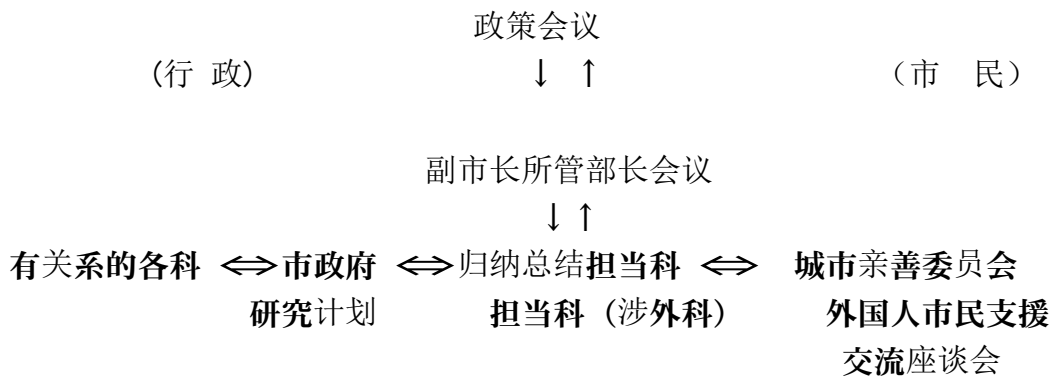 政策会议
(行 政) ↓ ↑ （市 民）
副市长所管部长会议
↓ ↑
有关系的各科 ⇔ 市政府 ⇔ 归纳总结担当科 ⇔ 城市亲善委员会
研究计划 担当科（涉外科） 外国人市民支援
交流座谈会